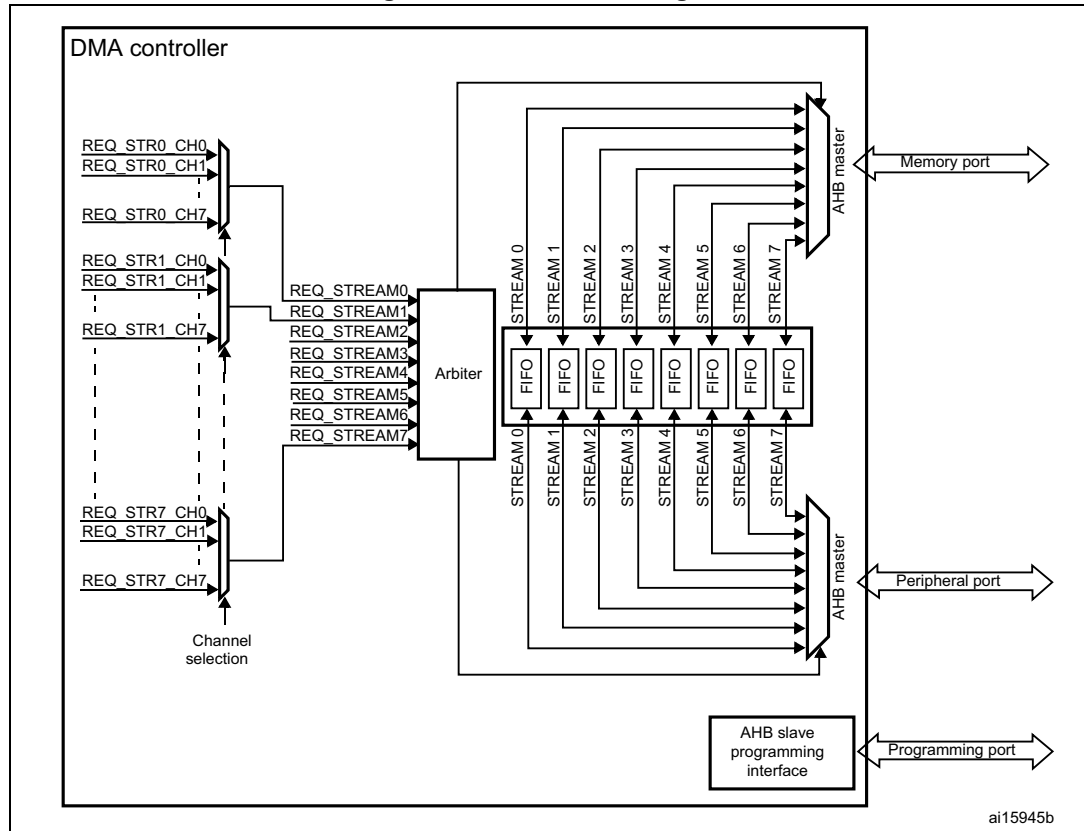 DMA controller
REQ_STR0_CH0
REQ_STR0_CH1
REQ_STR0_CH7
REQ_STR1_CH0
REQ_STR1_CH1
REQ_STR1_CH7
REQ_STR7_CH0
REQ_STR7_CH1
REQ_STR7_CH7
Channel
selection
REQ_STREAM0
REQ_STREAM1
REQ_STREAM2
REQ_STREAM3
REQ_STREAM4
REQ_STREAM5
REQ_STREAM6
REQ_STREAM7
Arbiter
STREAM 0
STREAM 1
STREAM 2
STREAM 3
STREAM 4
STREAM 5
STREAM 6
STREAM 7
FIFO
FIFO
FIFO
FIFO
FIFO
FIFO
FIFO
FIFO
STREAM 0
STREAM 1
STREAM 2
STREAM 3
STREAM 4
STREAM 5
STREAM 6
STREAM 7
AHB master
Memory port
AHB master
Peripheral port
AHB slave
programming
interface
Programming port
ai15945b